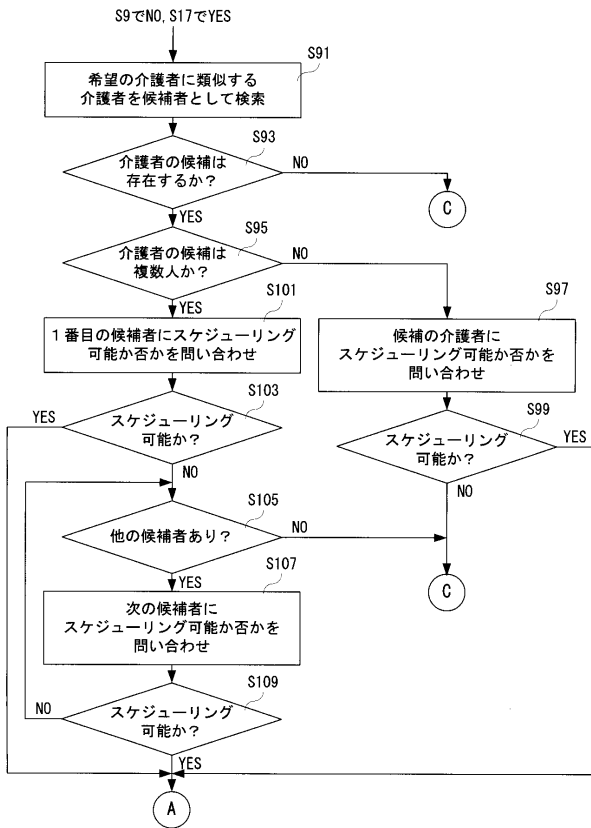 S9でNO, S17でYES
S91
希望の介護者に類似する
介護者を候補者として検索
S93
介護者の候補は
存在するか？
NO
C
YES
S95
介護者の候補は
複数人か？
NO
YES
S101
１番目の候補者にスケジューリング
可能か否かを問い合わせ
S97
候補の介護者に
スケジューリング可能か否かを
問い合わせ
S103
YES
スケジューリング
可能か？
NO
S99
スケジューリング
可能か？
YES
NO
S105
他の候補者あり？
NO
YES
C
S107
次の候補者に
スケジューリング可能か否かを
問い合わせ
S109
NO
スケジューリング
可能か？
YES
A